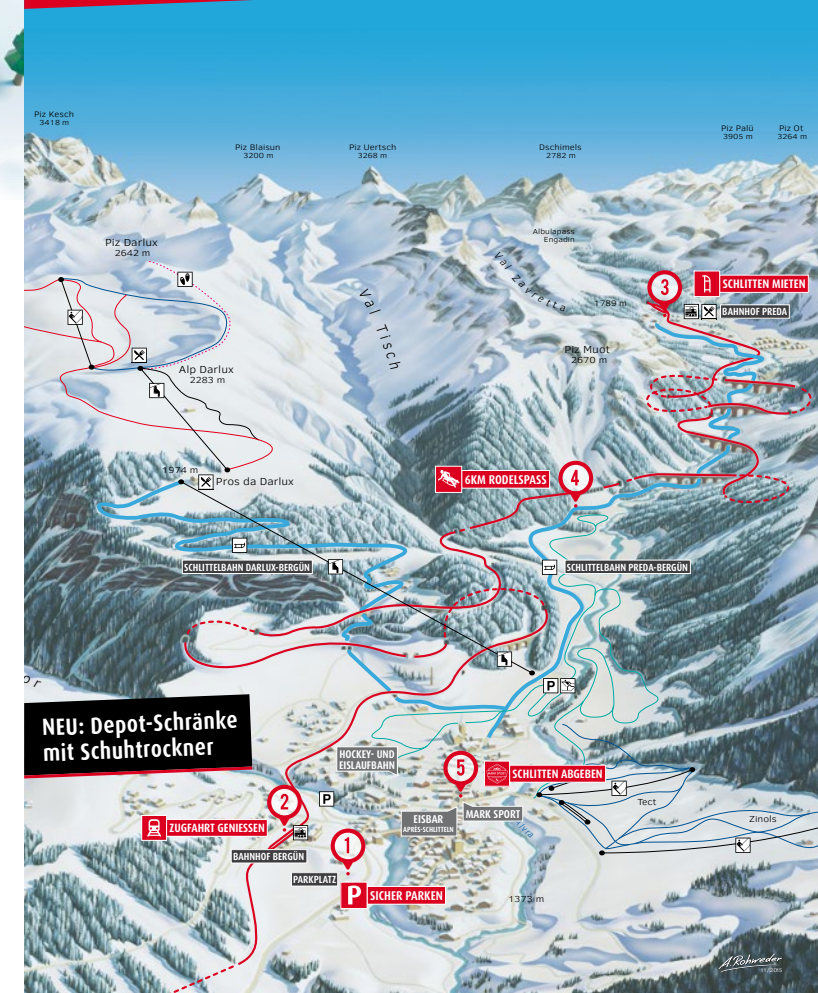 Piz Kesch
3418 m
Piz Blaisun
3200 m
Piz Uertsch
3268 m
Dschimels
2782 m
Piz Palü
3905 m
Piz Ot
3264 m
Albulapass
Engadin
Piz Darlux
2642 m
Val Zavretta
Val Tisch
3
SCHLITTEN MIETEN
1789 m
BAHNHOF PREDA
Piz Muot
2670 m
Alp Darlux
2283 m
1974 m
Pros da Darlux
6KM RODELSPASS
4
SCHLITTELBAHN DARLUX-BERGÜN
SCHLITTELBAHN PREDA-BERGÜN
P
NEU: Depot-Schränke
mit Schuhtrockner
HOCKEY- UND
EISLAUFBAHN
5
SCHLITTEN ABGEBEN
P
2
ZUGFAHRT GENIESSEN
EISBAR
APRÈS-SCHLITTELN
MARK SPORT
Tect
Zinols
BAHNHOF BERGÜN
1
PARKPLATZ
P SICHER PARKEN
1373 m
A. Rohweder
11/2015